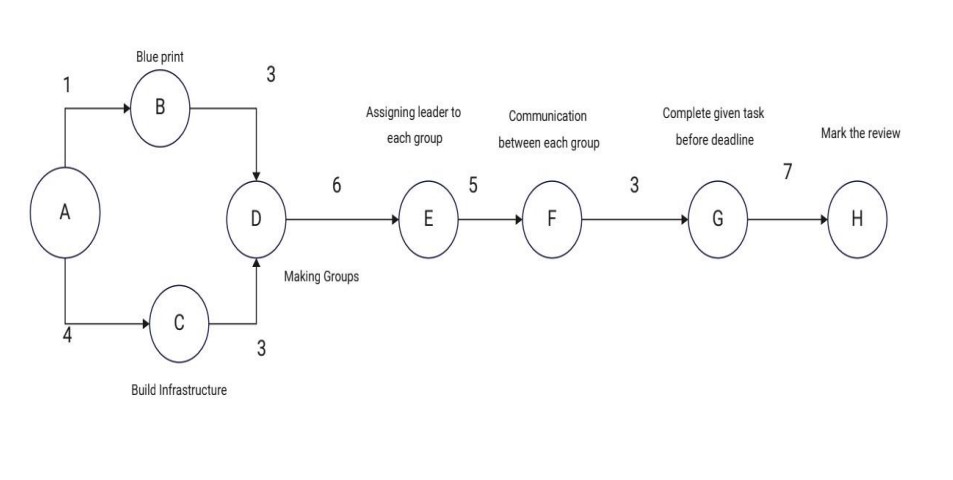 Blue print
1
3
B
Assigning leader to
each group
Communication
between each group
Complete given task
before deadline
Mark the review
A
D
6
E
5
F
3
G
7
H
Making Groups
C
4
3
Build Infrastructure